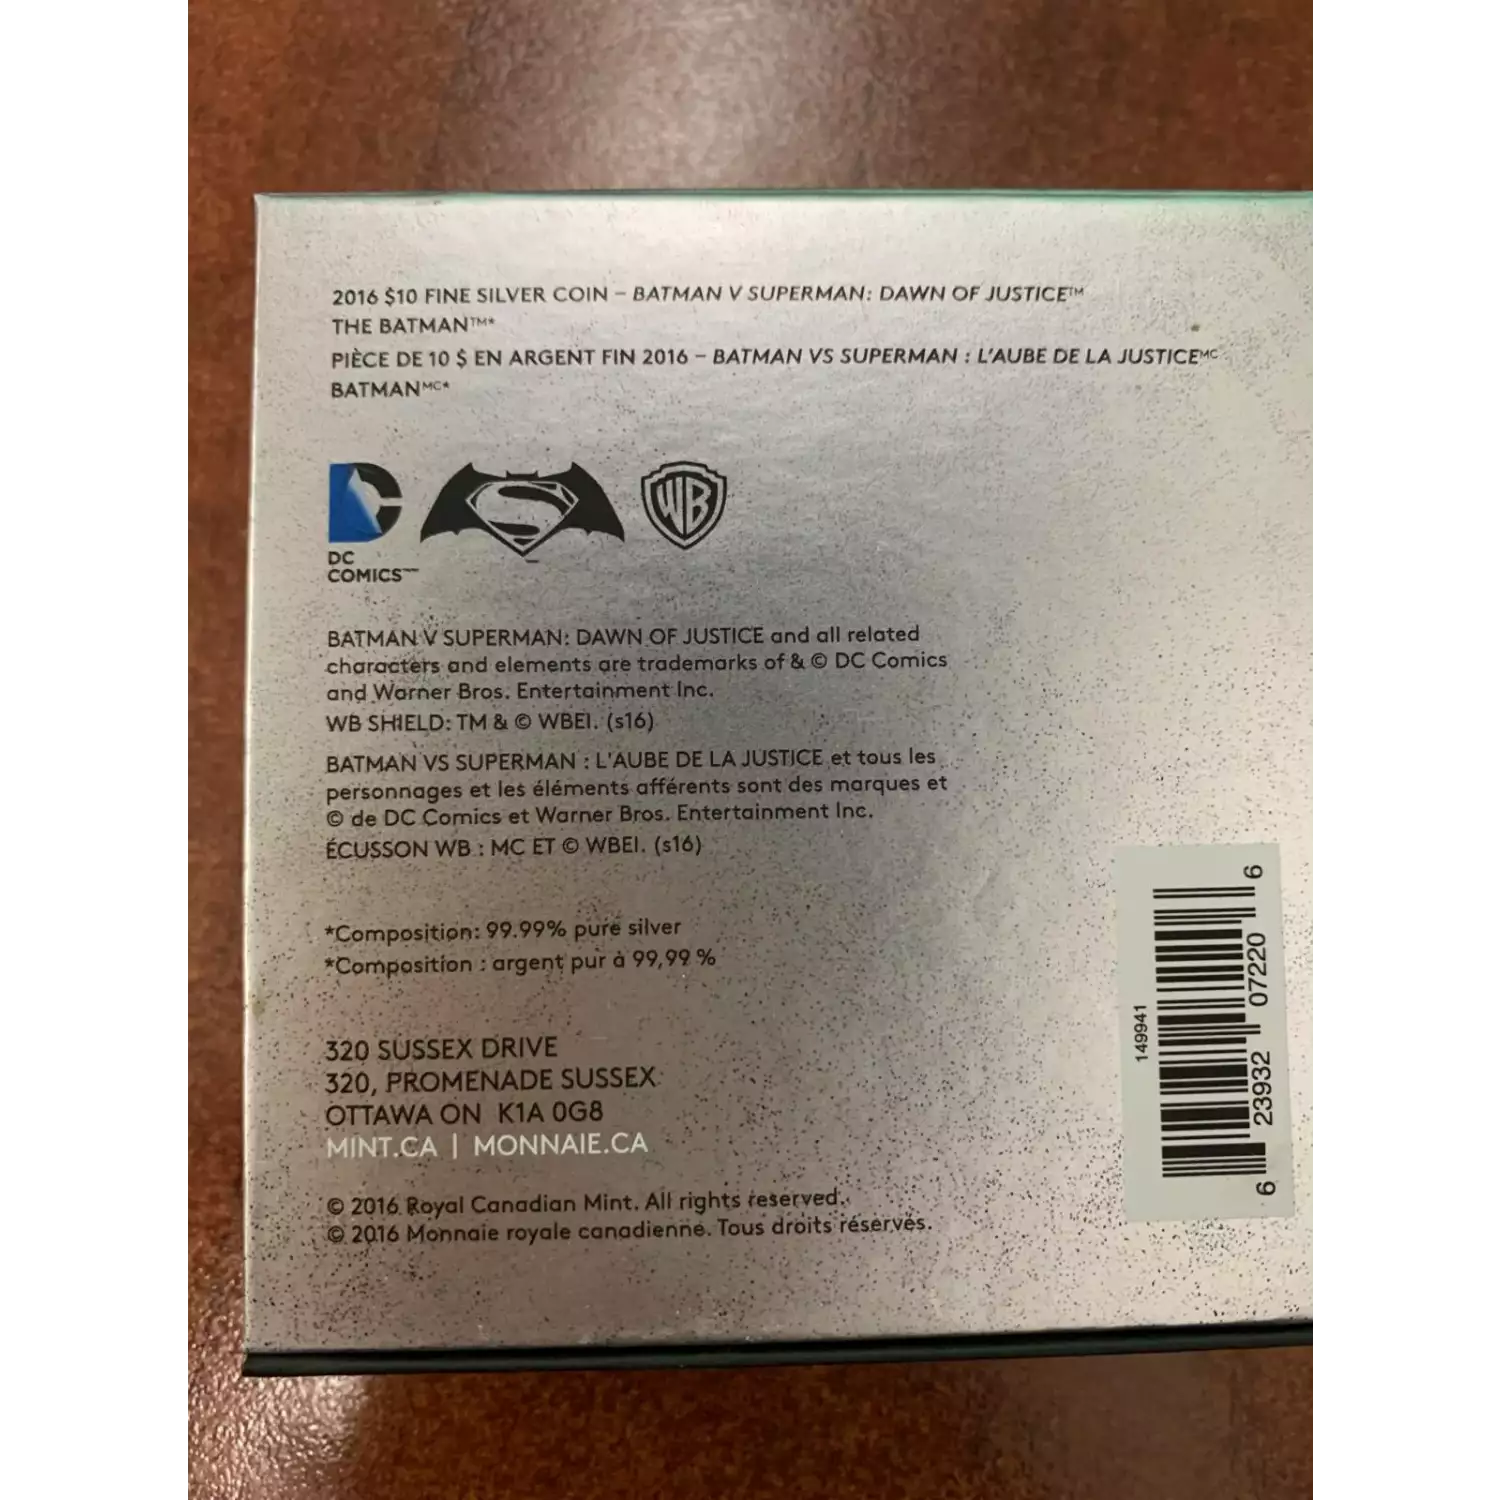 2016 $10 FINE SILVER COIN – BATMAN V SUPERMAN: DAWN OF JUSTICE™
THE BATMAN™*
PIÈCE DE 10 $ EN ARGENT FIN 2016 – BATMAN VS SUPERMAN : L'AUBE DE LA JUSTICEMC
BATMANMC*
DC
COMICS™
WB
BATMAN V SUPERMAN: DAWN OF JUSTICE and all related
characters and elements are trademarks of & © DC Comics
and Warner Bros. Entertainment Inc.
WB SHIELD: TM & © WBEI. (s16)
BATMAN VS SUPERMAN : L'AUBE DE LA JUSTICE et tous les
personnages et les éléments afférents sont des marques et
© de DC Comics et Warner Bros. Entertainment Inc.
ÉCUSSON WB : MC ET © WBEI. (s16)
*Composition: 99.99% pure silver
*Composition : argent pur à 99,99 %
320 SUSSEX DRIVE
320, PROMENADE SUSSEX
OTTAWA ON K1A 0G8
MINT.CA | MONNAIE.CA
© 2016 Royal Canadian Mint. All rights reserved.
© 2016 Monnaie royale canadienne. Tous droits réservés.
149941
6 23932 07220 6